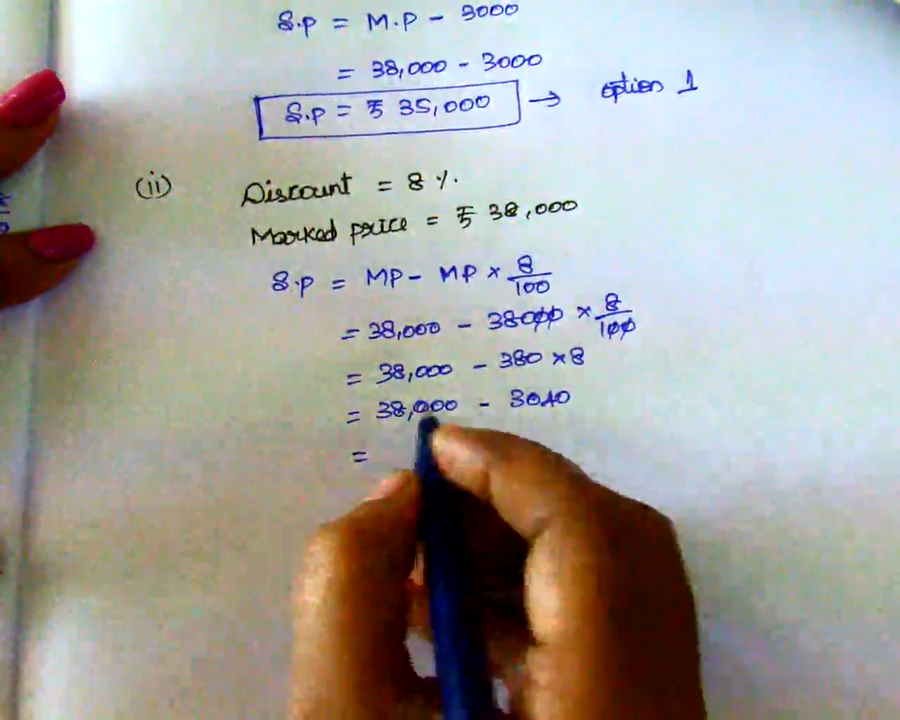 S.p = M.P - 3000
= 38,000 - 3000
S.p = ₹ 35,000 → option 1
(ii) Discount = 8 %.
Marked price = ₹ 38,000
S.p = MP - MP × 8/100
= 38,000 - 38000 × 8/100
= 38,000 - 380 × 8
= 38,000 - 3040
=